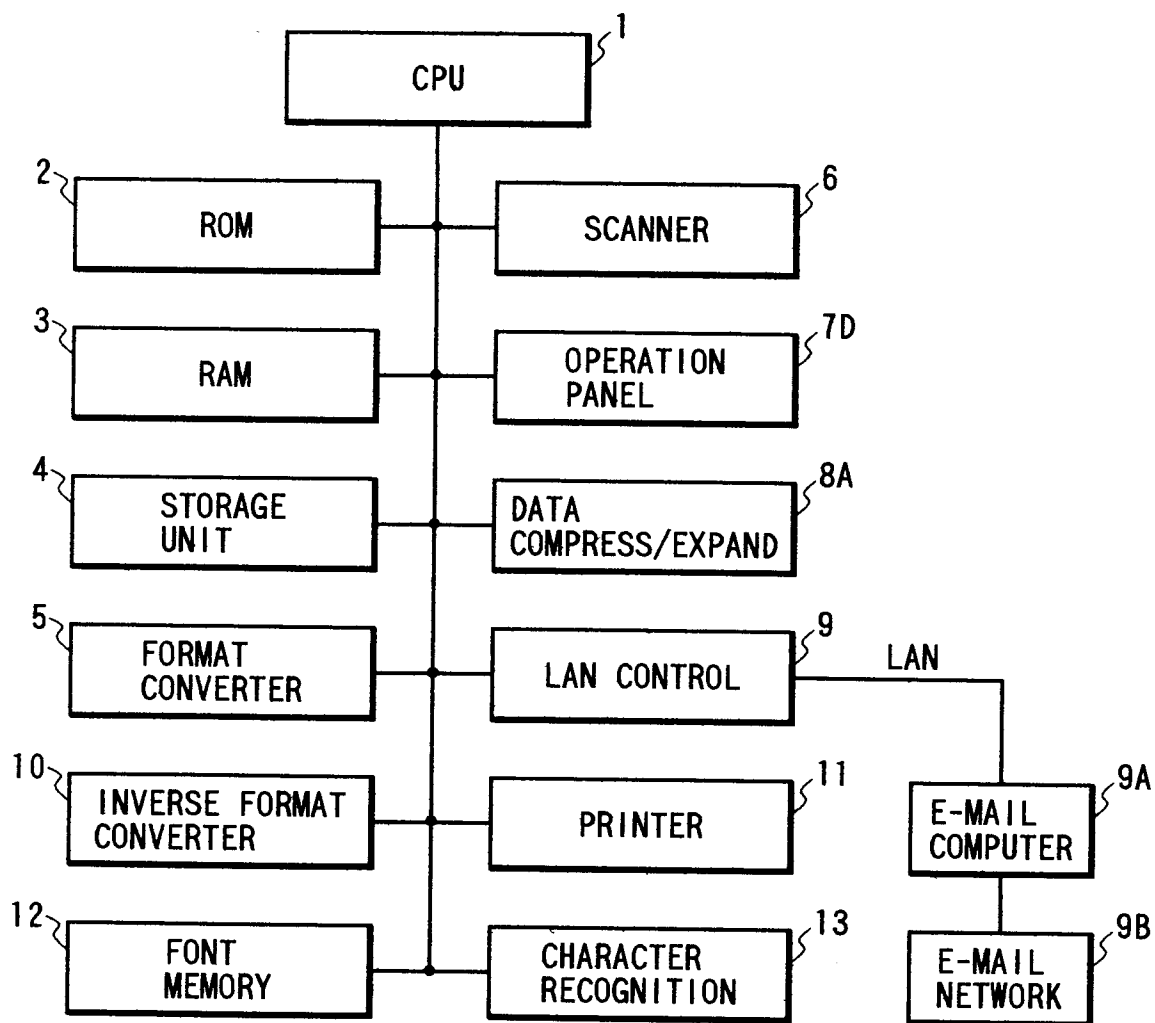 1
CPU
2
ROM
6
SCANNER
3
RAM
7D
OPERATION
PANEL
4
STORAGE
UNIT
8A
DATA
COMPRESS/EXPAND
5
FORMAT
CONVERTER
9
LAN CONTROL
LAN
10
INVERSE FORMAT
CONVERTER
11
PRINTER
9A
E-MAIL
COMPUTER
12
FONT
MEMORY
13
CHARACTER
RECOGNITION
9B
E-MAIL
NETWORK